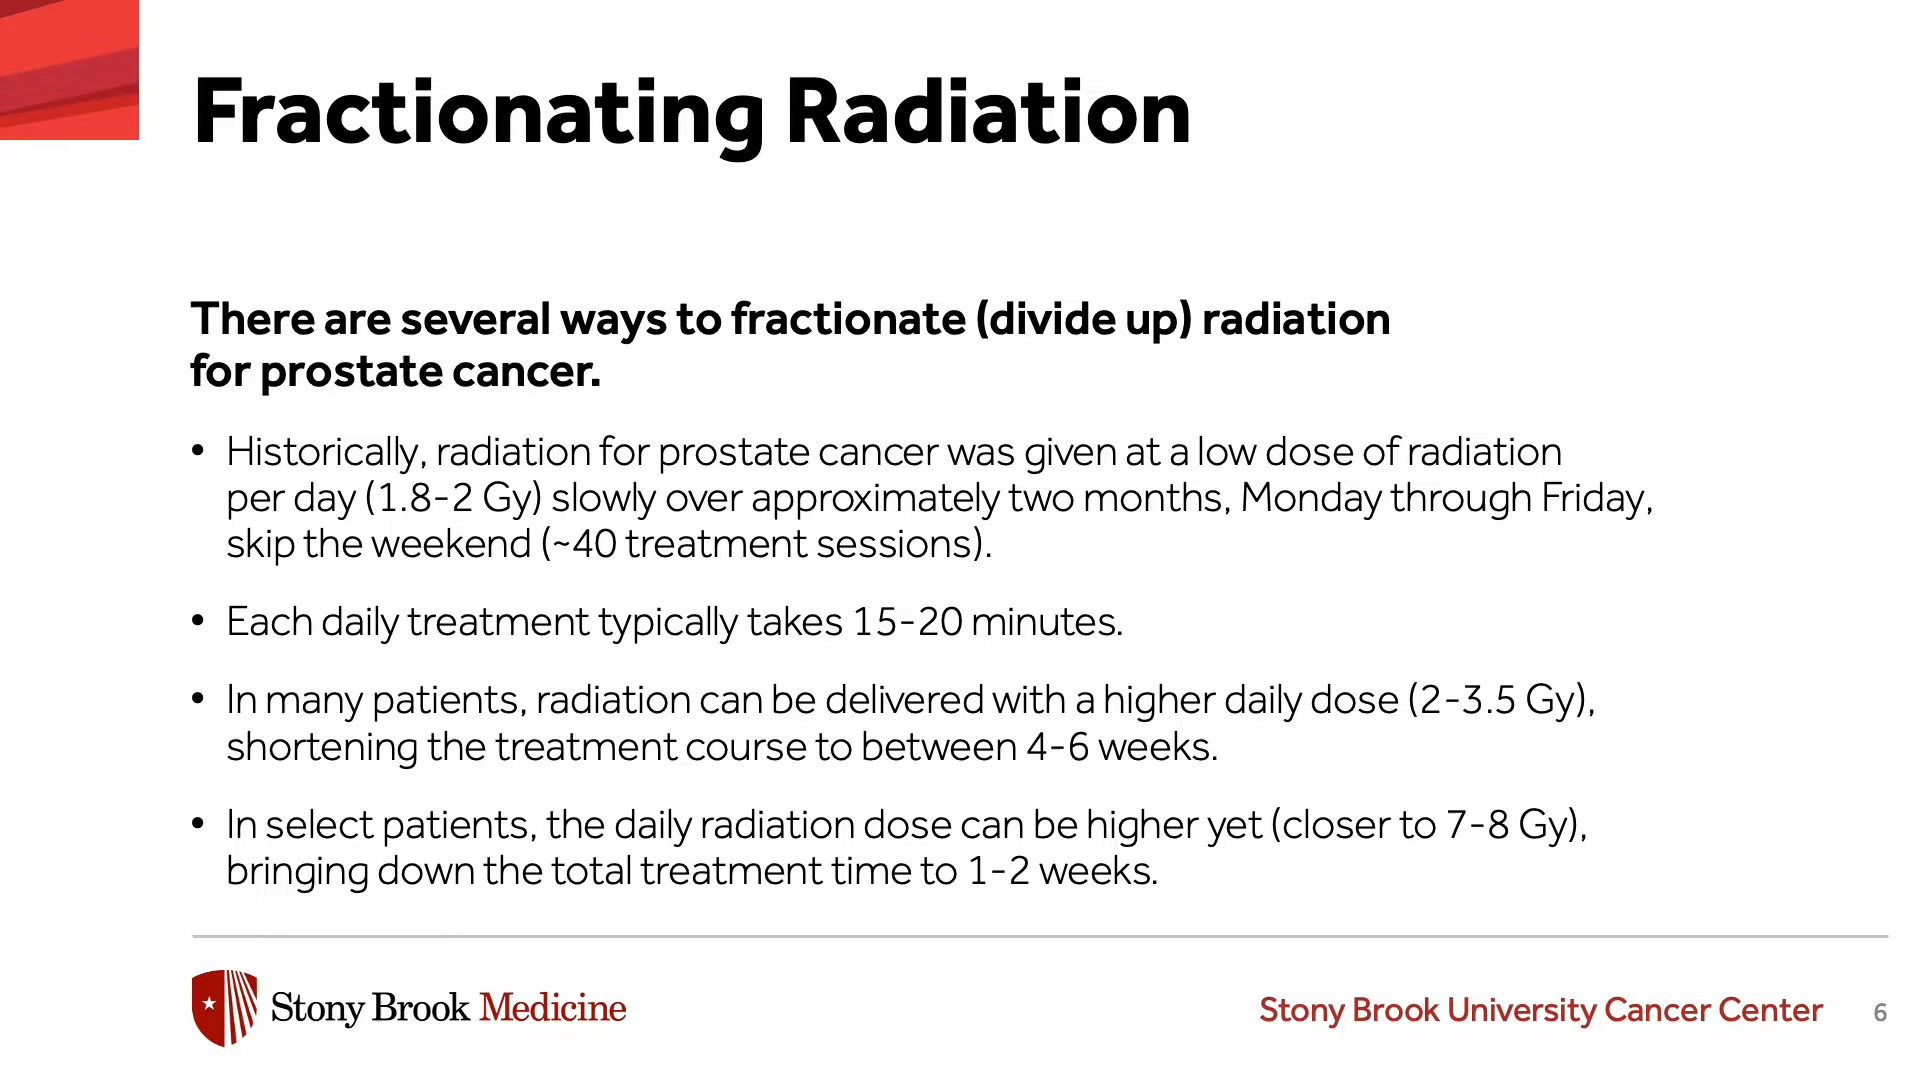 Fractionating Radiation
There are several ways to fractionate (divide up) radiation
for prostate cancer.
• Historically, radiation for prostate cancer was given at a low dose of radiation
per day (1.8-2 Gy) slowly over approximately two months, Monday through Friday,
skip the weekend (~40 treatment sessions).
• Each daily treatment typically takes 15-20 minutes.
• In many patients, radiation can be delivered with a higher daily dose (2-3.5 Gy),
shortening the treatment course to between 4-6 weeks.
• In select patients, the daily radiation dose can be higher yet (closer to 7-8 Gy),
bringing down the total treatment time to 1-2 weeks.
Stony Brook Medicine
Stony Brook University Cancer Center 6